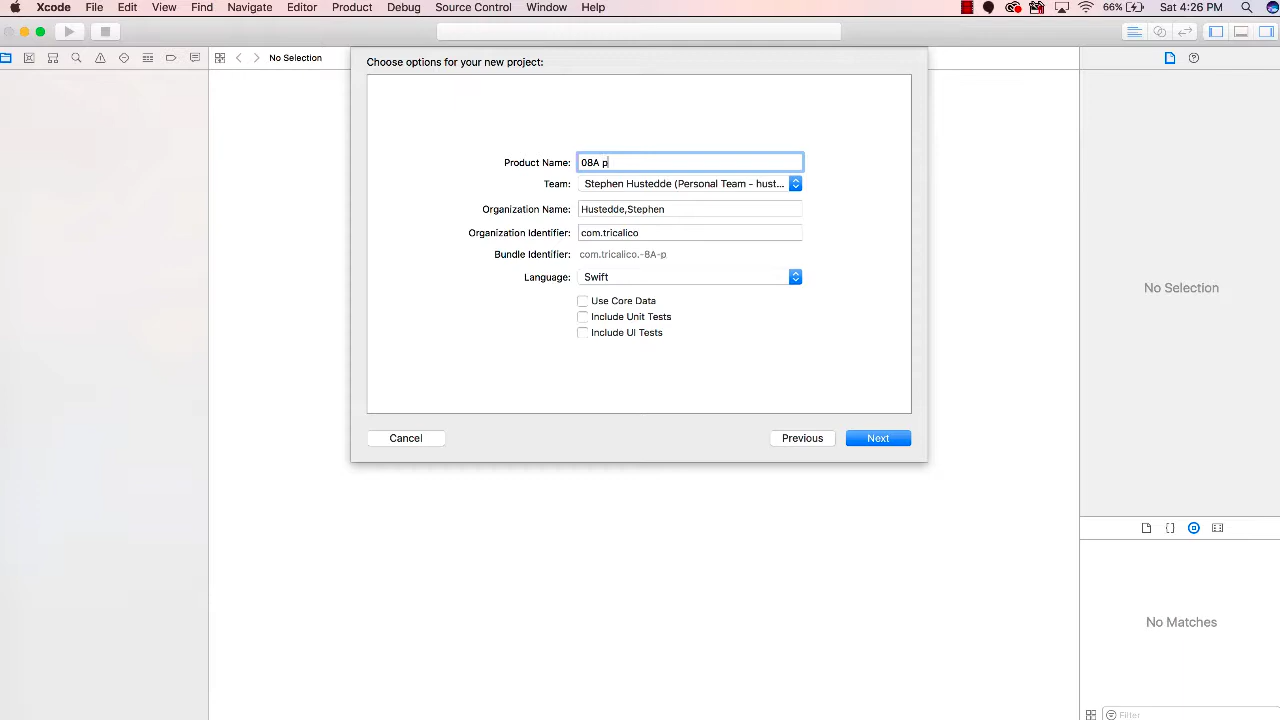 Xcode File Edit View Find Navigate Editor Product Debug Source Control Window Help 66% Sat 4:26 PM
No Selection
Choose options for your new project:
Product Name: 08A p
Team: Stephen Hustedde (Personal Team - hust...
Organization Name: Hustedde,Stephen
Organization Identifier: com.tricalico
Bundle Identifier: com.tricalico.-8A-p
Language: Swift
Use Core Data
Include Unit Tests
Include UI Tests
Cancel Previous Next
No Selection
No Matches
Filter